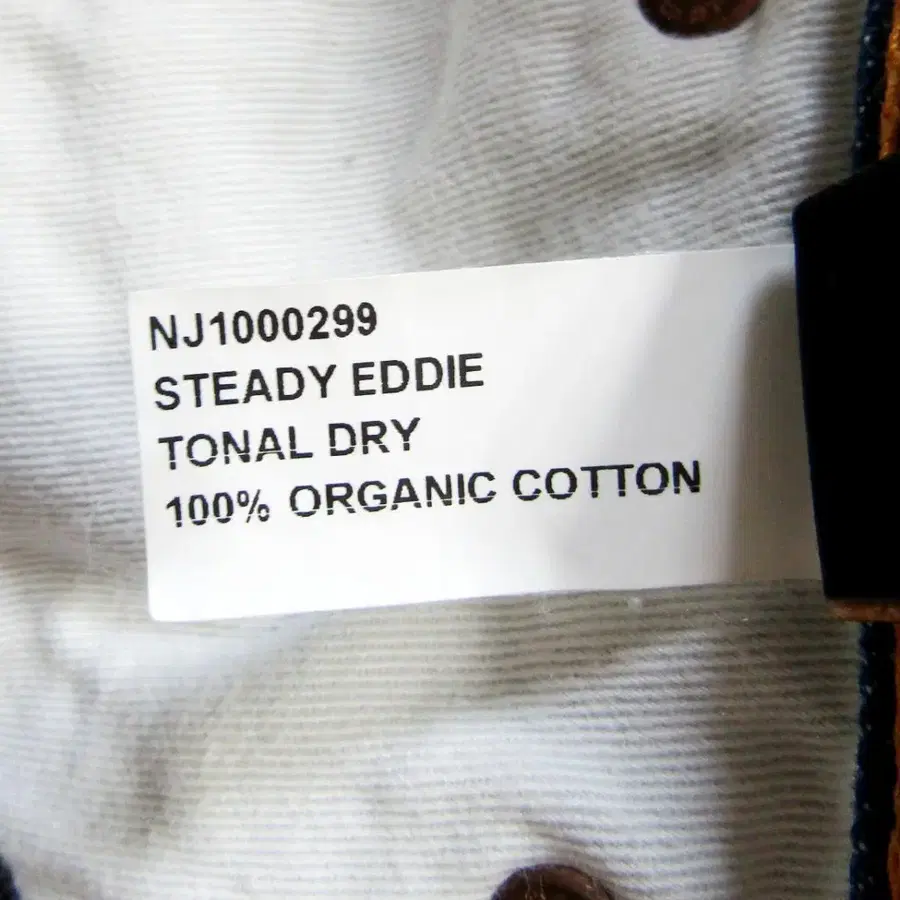 NJ1000299
STEADY EDDIE
TONAL DRY
100% ORGANIC COTTON